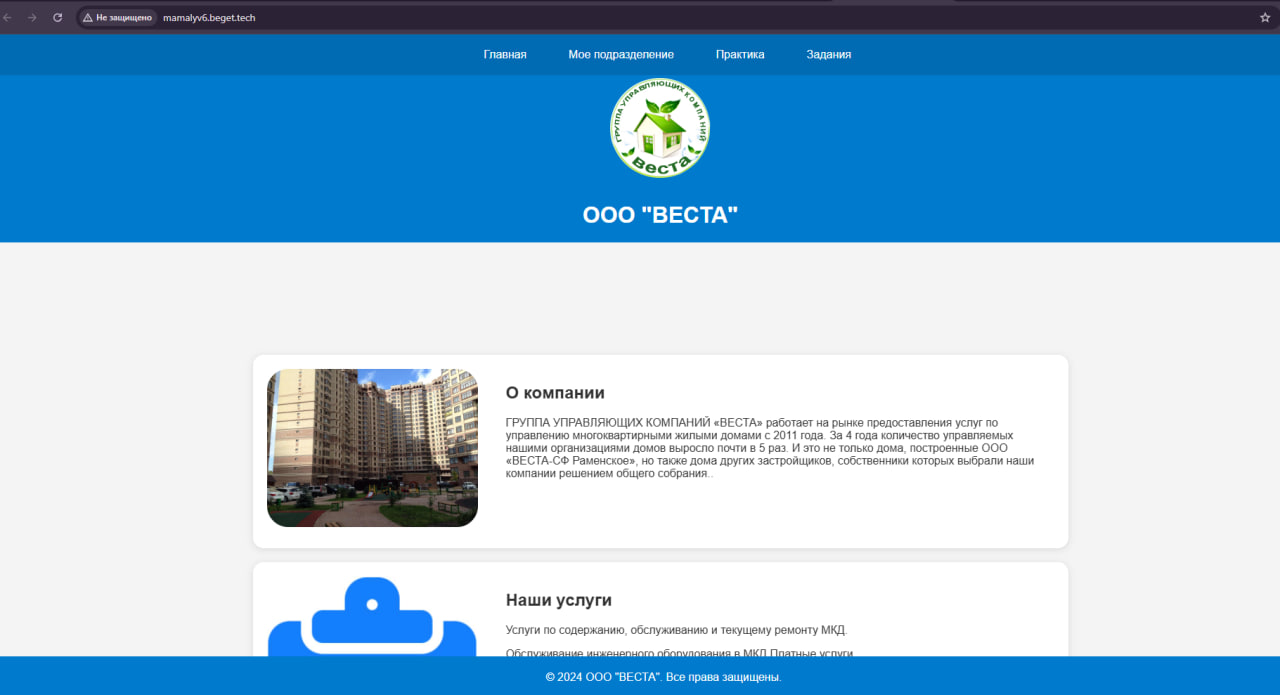 Не защищено mamalyv6.beget.tech
Главная Мое подразделение Практика Задания
ГРУППА УПРАВЛЯЮЩИХ КОМПАНИЙ
Веста
ООО "ВЕСТА"
О компании
ГРУППА УПРАВЛЯЮЩИХ КОМПАНИЙ «ВЕСТА» работает на рынке предоставления услуг по
управлению многоквартирными жилыми домами с 2011 года. За 4 года количество управляемых
нашими организациями домов выросло почти в 5 раз. И это не только дома, построенные ООО
«ВЕСТА-СФ Раменское», но также дома других застройщиков, собственники которых выбрали наши
компании решением общего собрания..
Наши услуги
Услуги по содержанию, обслуживанию и текущему ремонту МКД.
Обслуживание инженерного оборудования в МКД.Платные услуги
© 2024 ООО "ВЕСТА". Все права защищены.